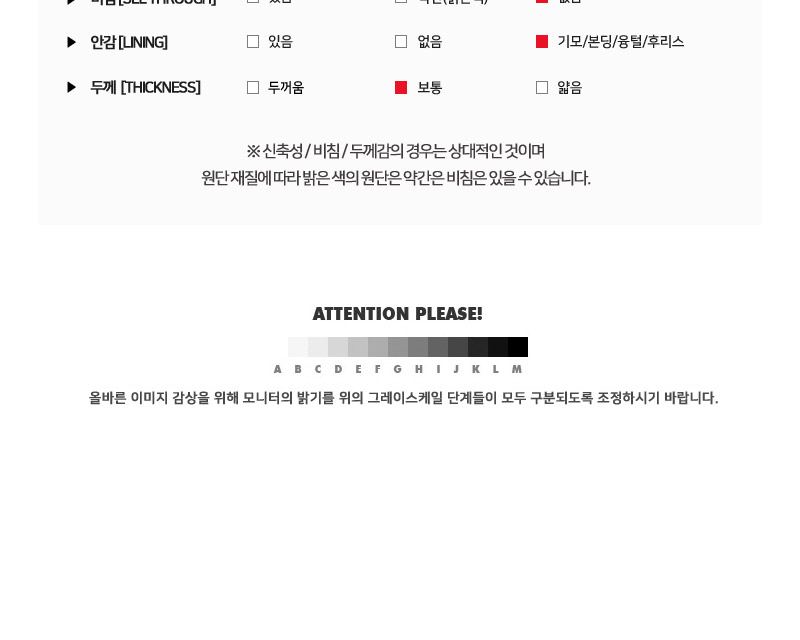 안감 [LINING] 있음 없음 기모/본딩/융털/후리스
두께 [THICKNESS] 두꺼움 보통 얇음
※ 신축성 / 비침 / 두께감의 경우는 상대적인 것이며
원단 재질에 따라 밝은 색의 원단은 약간은 비침은 있을 수 있습니다.
ATTENTION PLEASE!
A B C D E F G H I J K L M
올바른 이미지 감상을 위해 모니터의 밝기를 위의 그레이스케일 단계들이 모두 구분되도록 조정하시기 바랍니다.